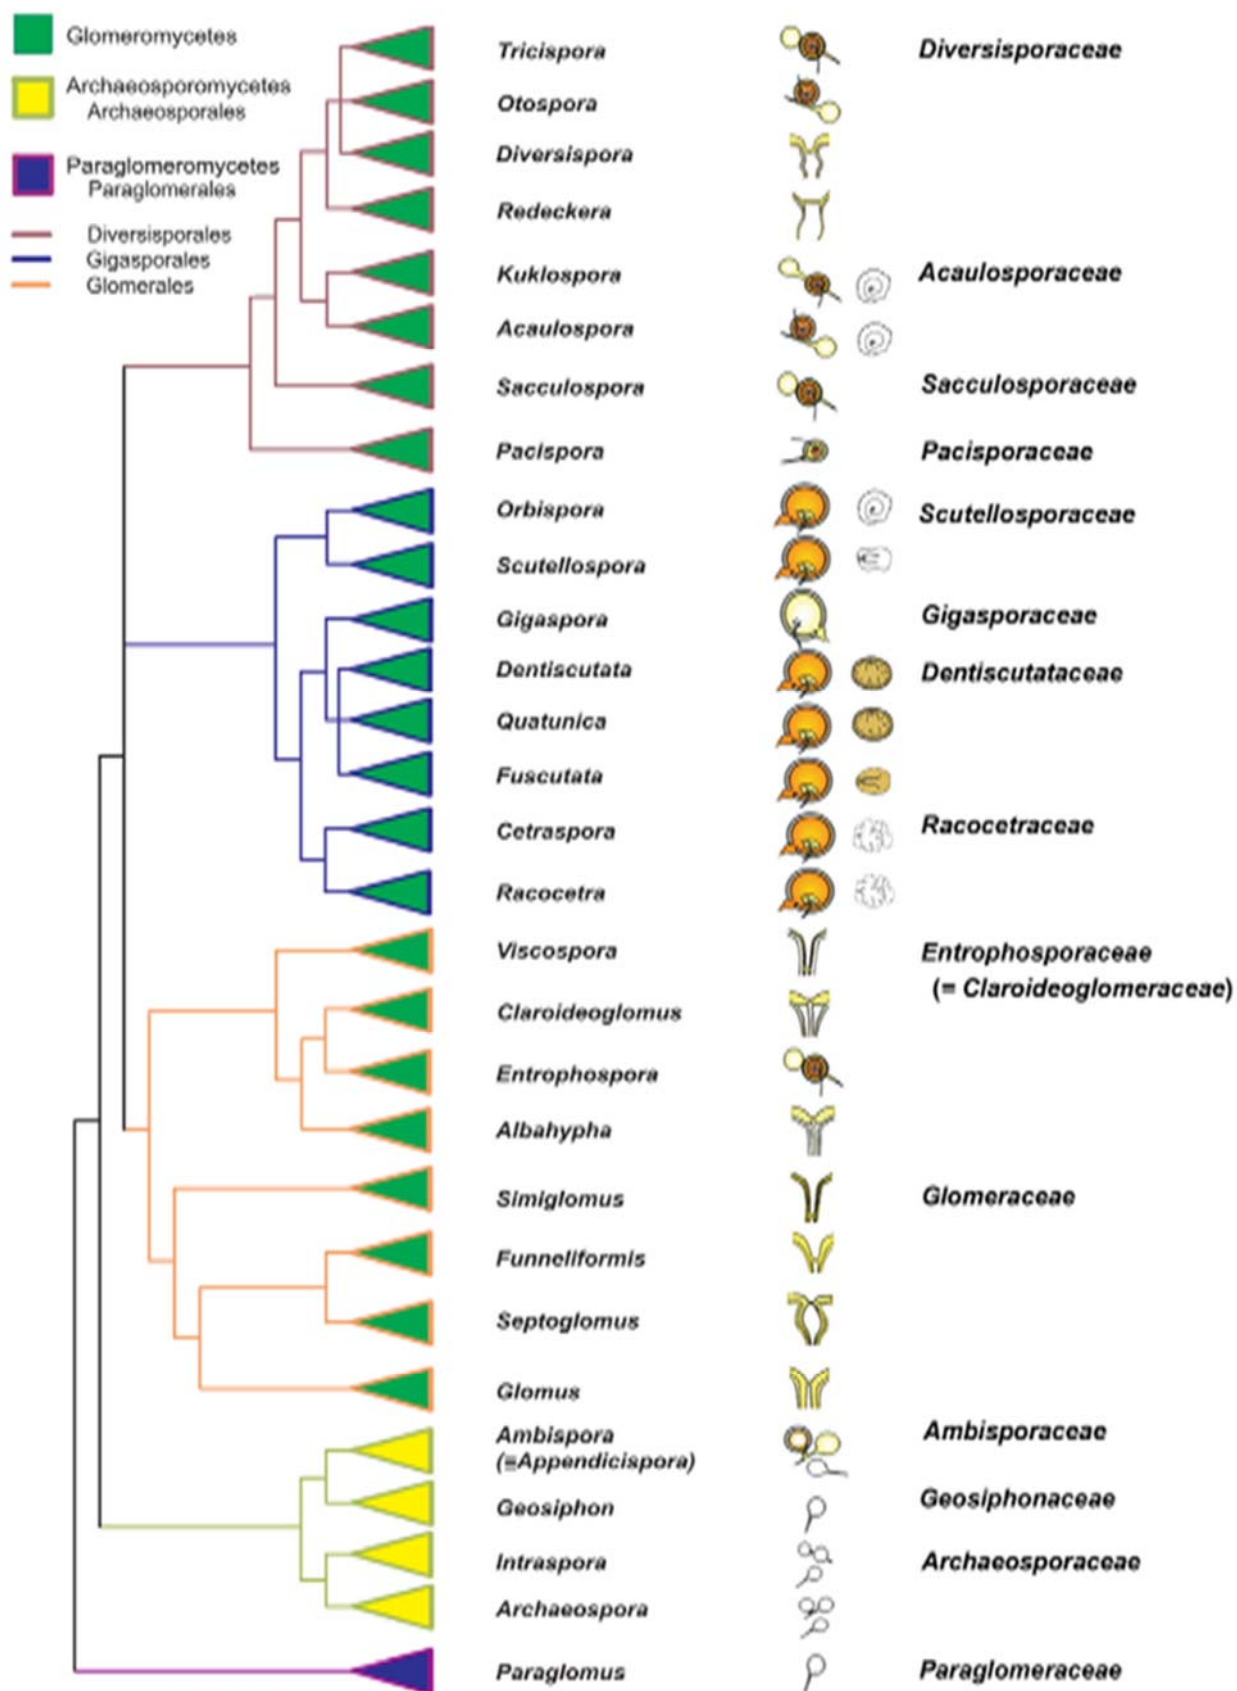 Glomeromycetes
Archaeosporomycetes
Archaeosporales
Paraglomeromycetes
Paraglomerales
Diversisporales
Gigasporales
Glomerales
Tricispora Diversisporaceae
Otospora
Diversispora
Redeckera
Kuklospora Acaulosporaceae
Acaulospora
Sacculospora Sacculosporaceae
Pacispora Pacisporaceae
Orbispora Scutellosporaceae
Scutellospora
Gigaspora Gigasporaceae
Dentiscutata Dentiscutataceae
Quatunica
Fuscutata
Cetraspora Racocetraceae
Racocetra
Viscospora Entrophosporaceae
(≡ Claroideoglomeraceae)
Claroideoglomus
Entrophospora
Albahypha
Simiglomus Glomeraceae
Funneliformis
Septoglomus
Glomus
Ambispora Ambisporaceae
(≡Appendicispora)
Geosiphon Geosiphonaceae
Intraspora Archaeosporaceae
Archaeospora
Paraglomus Paraglomeraceae